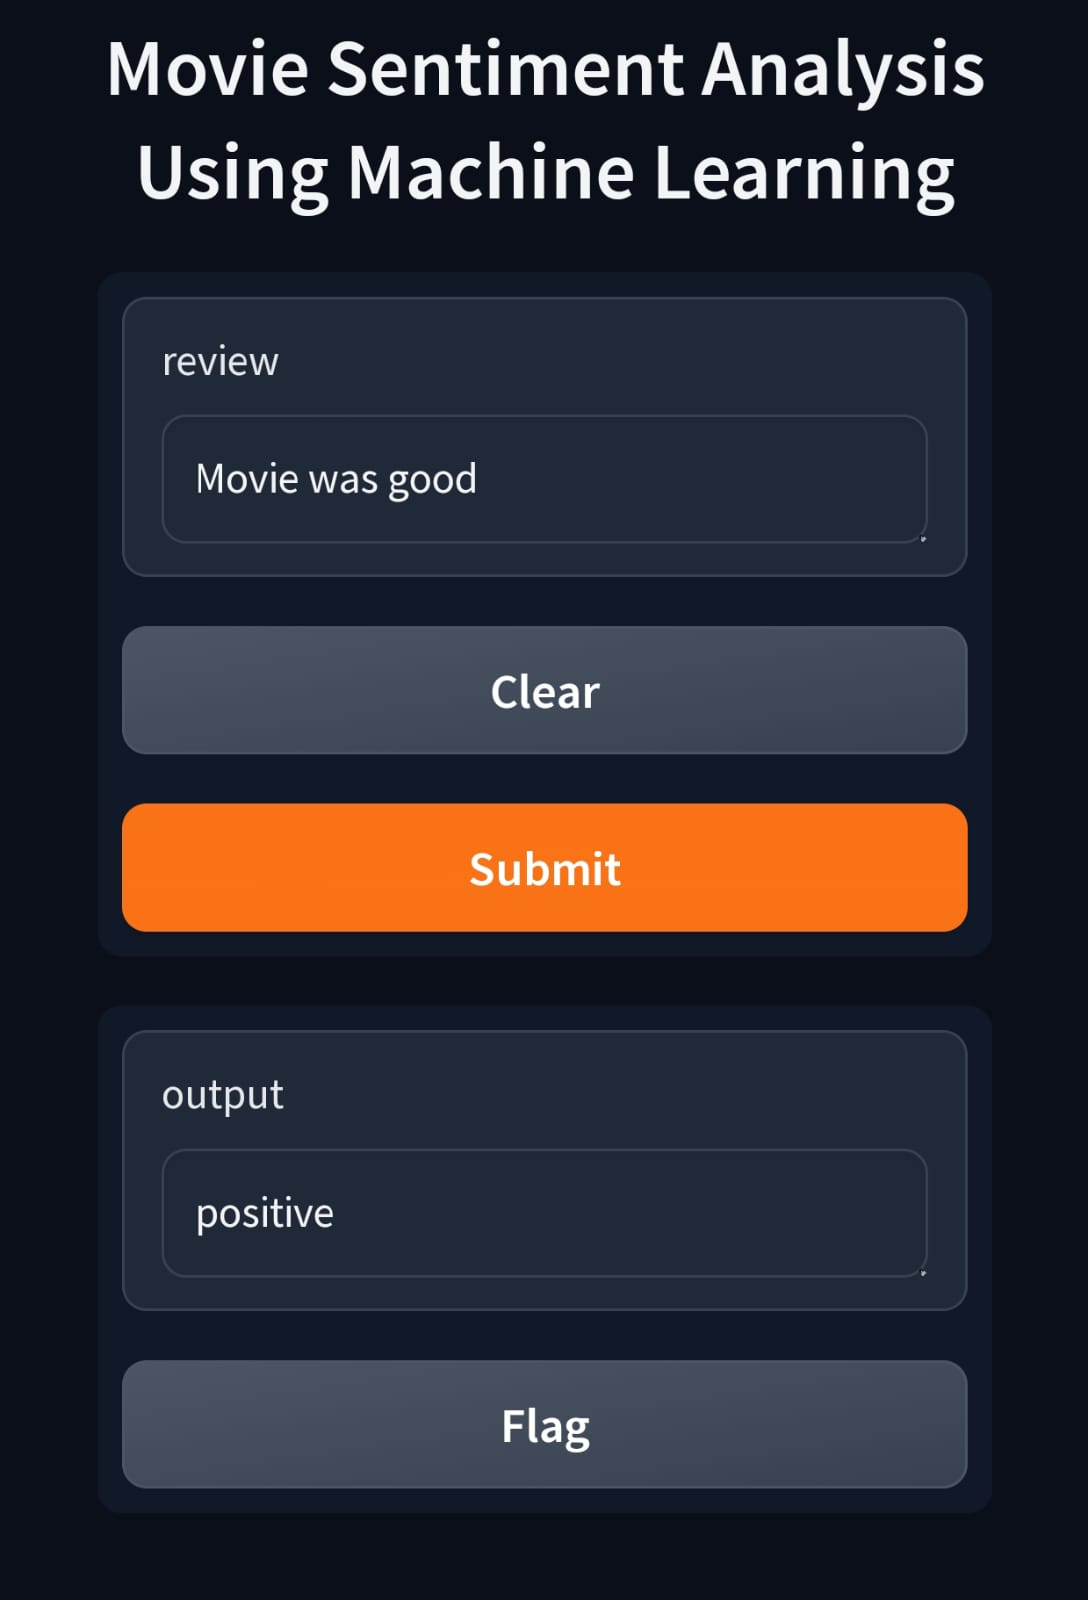 Movie Sentiment Analysis
Using Machine Learning
review
Movie was good
Clear
Submit
output
positive
Flag